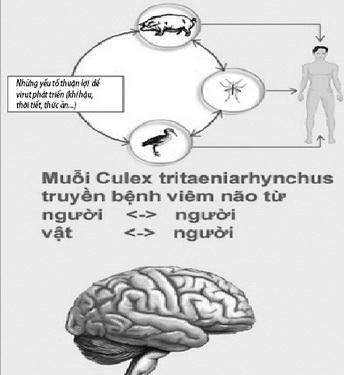 Những yếu tố thuận lợi để
virut phát triển (khí hậu,
thời tiết, thức ăn...)
Muỗi Culex tritaeniarhynchus
truyền bệnh viêm não từ
người <-> người
vật <-> người